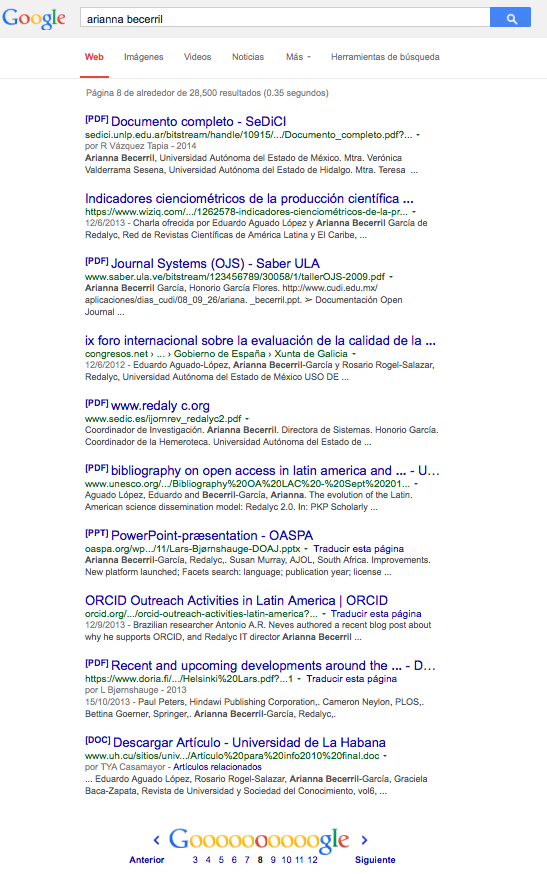 Google
arianna becerril
Web Imágenes Videos Noticias Más Herramientas de búsqueda
Página 8 de alrededor de 28,500 resultados (0.35 segundos)
[PDF] Documento completo - SeDiCI
sedici.unlp.edu.ar/bitstream/handle/10915/.../Documento_completo.pdf?...
por R Vázquez Tapia - 2014
Arianna Becerril, Universidad Autónoma del Estado de México. Mtra. Verónica
Valderrama Sesena, Universidad Autónoma del Estado de Hidalgo. Mtra. Teresa ...
Indicadores cienciométricos de la producción científica ...
https://www.wiziq.com/.../1262578-indicadores-cienciométricos-de-la-pr...
12/6/2013 - Charla ofrecida por Eduardo Aguado López y Arianna Becerril García de
Redalyc, Red de Revistas Científicas de América Latina y El Caribe, ...
[PDF] Journal Systems (OJS) - Saber ULA
www.saber.ula.ve/bitstream/123456789/30058/1/tallerOJS-2009.pdf
Arianna Becerril García, Honorio García Flores. http://www.cudi.edu.mx/
aplicaciones/dias_cudi/08_09_26/ariana. _becerril.ppt. ➢ Documentación Open
Journal ...
ix foro internacional sobre la evaluación de la calidad de la ...
congresos.net › ... › Gobierno de España › Xunta de Galicia
12/6/2012 - Eduardo Aguado-López, Arianna Becerril-García y Rosario Rogel-Salazar,
Redalyc, Universidad Autónoma del Estado de México USO DE ...
[PDF] www.redaly c.org
www.sedic.es/ijornrev_redalyc2.pdf
Coordinador de Investigación. Arianna Becerril. Directora de Sistemas. Honorio García.
Coordinador de la Hemeroteca. Universidad Autónoma del Estado de ...
[PDF] bibliography on open access in latin america and ... - U...
www.unesco.org/.../Bibliography%20OA%20LAC%20-%20Sept%20201...
Aguado López, Eduardo and Becerril-García, Arianna. The evolution of the Latin.
American science dissemination model: Redalyc 2.0. In: PKP Scholarly ...
[PPT] PowerPoint-præsentation - OASPA
oaspa.org/wp.../11/Lars-Bjørnshauge-DOAJ.pptx Traducir esta página
Arianna Becerril-García, Redalyc,. Susan Murray, AJOL, South Africa. Improvements.
New platform launched; Facets search: language; publication year; license ...
ORCID Outreach Activities in Latin America | ORCID
orcid.org/.../orcid-outreach-activities-latin-america?... Traducir esta página
12/9/2013 - Brazilian researcher Antonio A.R. Neves authored a recent blog post about
why he supports ORCID, and Redalyc IT director Arianna Becerril ...
[PDF] Recent and upcoming developments around the ... - D...
https://www.doria.fi/.../Helsinki%20Lars.pdf?...1 Traducir esta página
por L Bjørnshauge - 2013
15/10/2013 - Paul Peters, Hindawi Publishing Corporation,. Cameron Neylon, PLOS,.
Bettina Goerner, Springer,. Arianna Becerril-García, Redalyc,.
[DOC] Descargar Artículo - Universidad de La Habana
www.uh.cu/sitios/univ.../Articulo%20para%20info2010%20final.doc
por TYA Casamayor - Artículos relacionados
... Eduardo Aguado López, Rosario Rogel-Salazar, Arianna Becerril-García, Graciela
Baca-Zapata, Revista de Universidad y Sociedad del Conocimiento, vol6, ...
‹ Goooooooooogle ›
Anterior 3 4 5 6 7 8 9 10 11 12 Siguiente